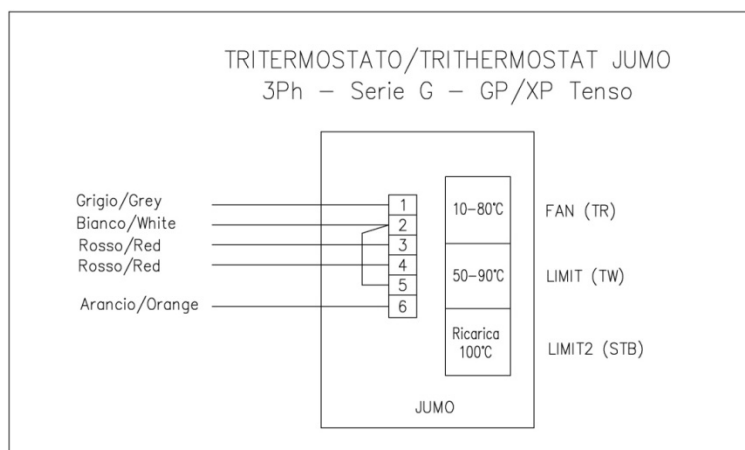 TRITERMOSTATO/TRITHERMOSTAT JUMO
3Ph - Serie G - GP/XP Tenso
Grigio/Grey
Bianco/White
Rosso/Red
Rosso/Red
Arancio/Orange
1
2
3
4
5
6
10-80°C
50-90°C
Ricarica
100°C
FAN (TR)
LIMIT (TW)
LIMIT2 (STB)
JUMO